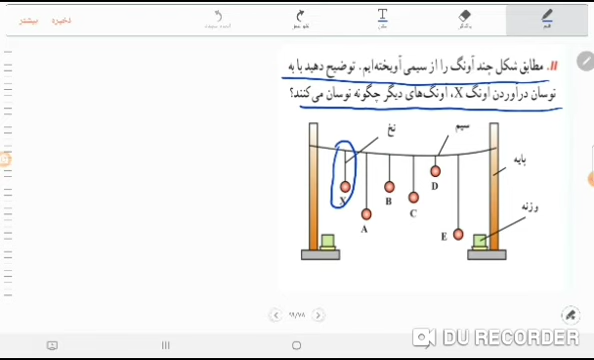 ذخیره
بیشتر
متن
پاک‌کن
قلم
۱۱. مطابق شکل چند آونگ را از سیمی آویخته‌ایم. توضیح دهید با به
نوسان درآوردن آونگ X، آونگ‌های دیگر چگونه نوسان می‌کنند؟
نخ
سیم
پایه
وزنه
X
A
B
C
D
E
DU RECORDER